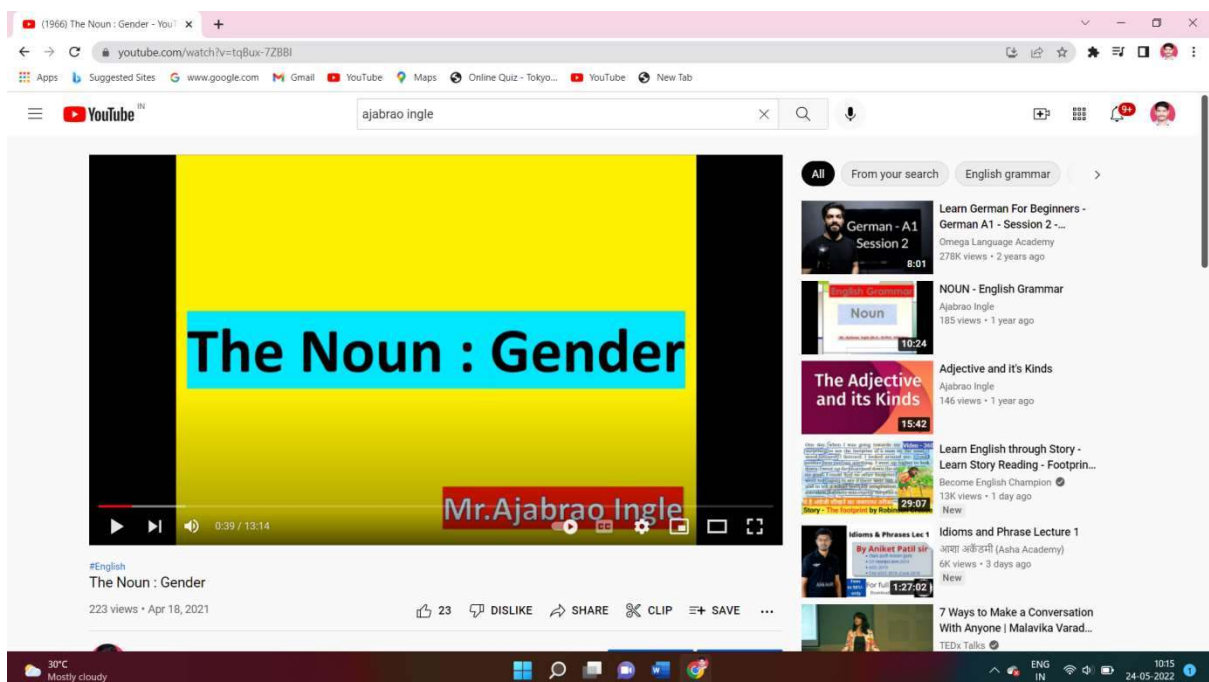 (1966) The Noun : Gender - YouT
youtube.com/watch?v=tqBux-7ZBBI
Apps Suggested Sites www.google.com Gmail YouTube Maps Online Quiz - Tokyo... YouTube New Tab
YouTube IN
ajabrao ingle
9+
The Noun : Gender
Mr.Ajabrao Ingle
0:39 / 13:14
#English
The Noun : Gender
223 views • Apr 18, 2021
23 DISLIKE SHARE CLIP SAVE ...
All From your search English grammar
German - A1
Session 2
8:01
Learn German For Beginners -
German A1 - Session 2 -...
Omega Language Academy
278K views • 2 years ago
English Grammar
Noun
10:24
NOUN - English Grammar
Ajabrao Ingle
185 views • 1 year ago
The Adjective
and its Kinds
15:42
Adjective and it's Kinds
Ajabrao Ingle
146 views • 1 year ago
29:07
Learn English through Story -
Learn Story Reading - Footprin...
Become English Champion
13K views • 1 day ago
New
Idioms & Phrases Lec 1
By Aniket Patil sir
For full
1:27:02
Idioms and Phrase Lecture 1
आशा अकॅडमी (Asha Academy)
6K views • 3 days ago
New
7 Ways to Make a Conversation
With Anyone | Malavika Varad...
TEDx Talks
30°C
Mostly cloudy
ENG
IN
10:15
24-05-2022
1